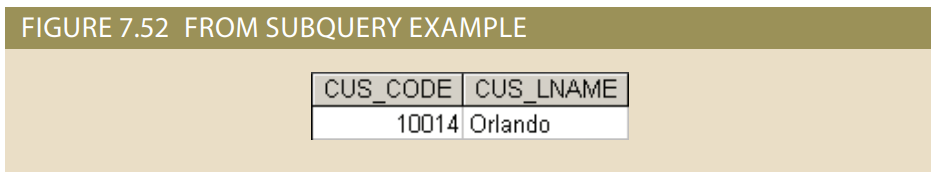 FIGURE 7.52 FROM SUBQUERY EXAMPLE
CUS_CODE CUS_LNAME
10014 Orlando